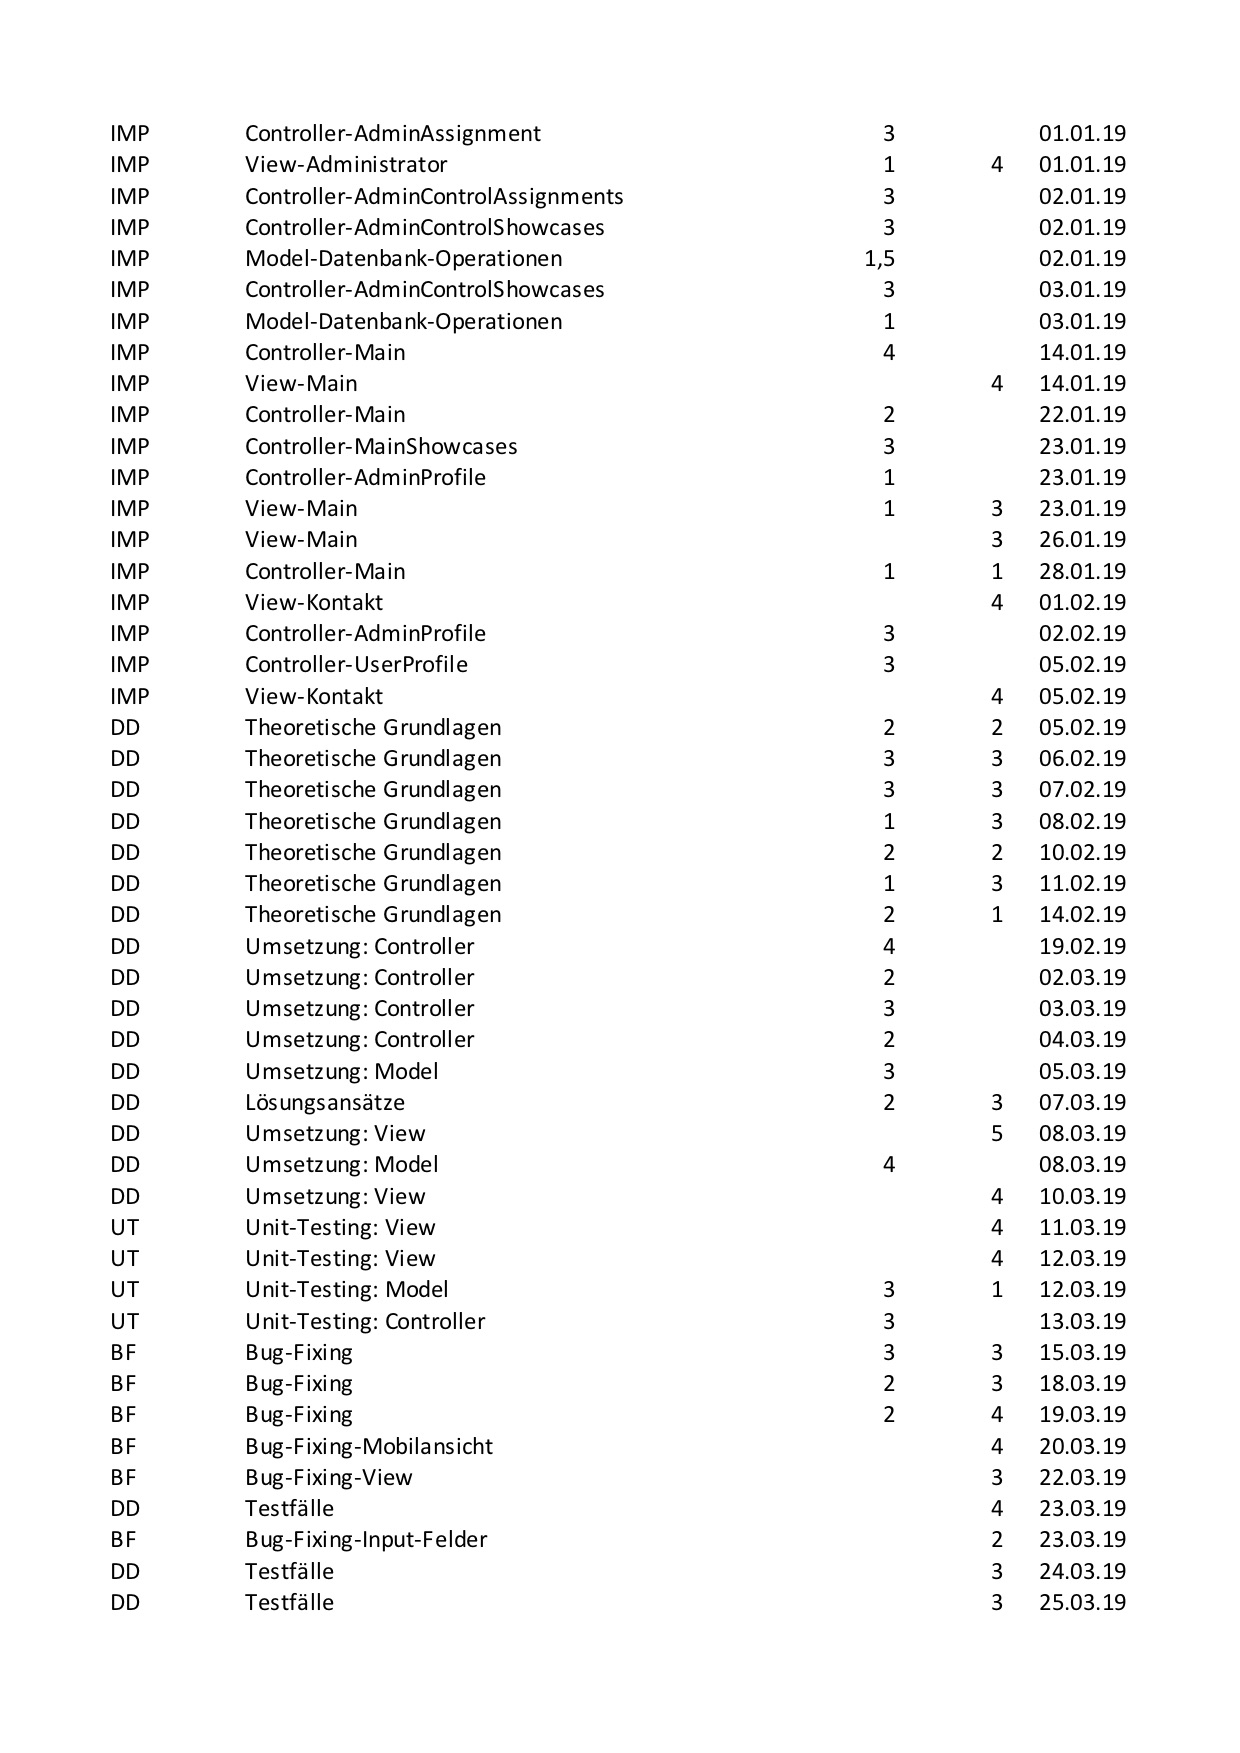 IMP Controller-AdminAssignment 3 01.01.19
IMP View-Administrator 1 4 01.01.19
IMP Controller-AdminControlAssignments 3 02.01.19
IMP Controller-AdminControlShowcases 3 02.01.19
IMP Model-Datenbank-Operationen 1,5 02.01.19
IMP Controller-AdminControlShowcases 3 03.01.19
IMP Model-Datenbank-Operationen 1 03.01.19
IMP Controller-Main 4 14.01.19
IMP View-Main 4 14.01.19
IMP Controller-Main 2 22.01.19
IMP Controller-MainShowcases 3 23.01.19
IMP Controller-AdminProfile 1 23.01.19
IMP View-Main 1 3 23.01.19
IMP View-Main 3 26.01.19
IMP Controller-Main 1 1 28.01.19
IMP View-Kontakt 4 01.02.19
IMP Controller-AdminProfile 3 02.02.19
IMP Controller-UserProfile 3 05.02.19
IMP View-Kontakt 4 05.02.19
DD Theoretische Grundlagen 2 2 05.02.19
DD Theoretische Grundlagen 3 3 06.02.19
DD Theoretische Grundlagen 3 3 07.02.19
DD Theoretische Grundlagen 1 3 08.02.19
DD Theoretische Grundlagen 2 2 10.02.19
DD Theoretische Grundlagen 1 3 11.02.19
DD Theoretische Grundlagen 2 1 14.02.19
DD Umsetzung: Controller 4 19.02.19
DD Umsetzung: Controller 2 02.03.19
DD Umsetzung: Controller 3 03.03.19
DD Umsetzung: Controller 2 04.03.19
DD Umsetzung: Model 3 05.03.19
DD Lösungsansätze 2 3 07.03.19
DD Umsetzung: View 5 08.03.19
DD Umsetzung: Model 4 08.03.19
DD Umsetzung: View 4 10.03.19
UT Unit-Testing: View 4 11.03.19
UT Unit-Testing: View 4 12.03.19
UT Unit-Testing: Model 3 1 12.03.19
UT Unit-Testing: Controller 3 13.03.19
BF Bug-Fixing 3 3 15.03.19
BF Bug-Fixing 2 3 18.03.19
BF Bug-Fixing 2 4 19.03.19
BF Bug-Fixing-Mobilansicht 4 20.03.19
BF Bug-Fixing-View 3 22.03.19
DD Testfälle 4 23.03.19
BF Bug-Fixing-Input-Felder 2 23.03.19
DD Testfälle 3 24.03.19
DD Testfälle 3 25.03.19